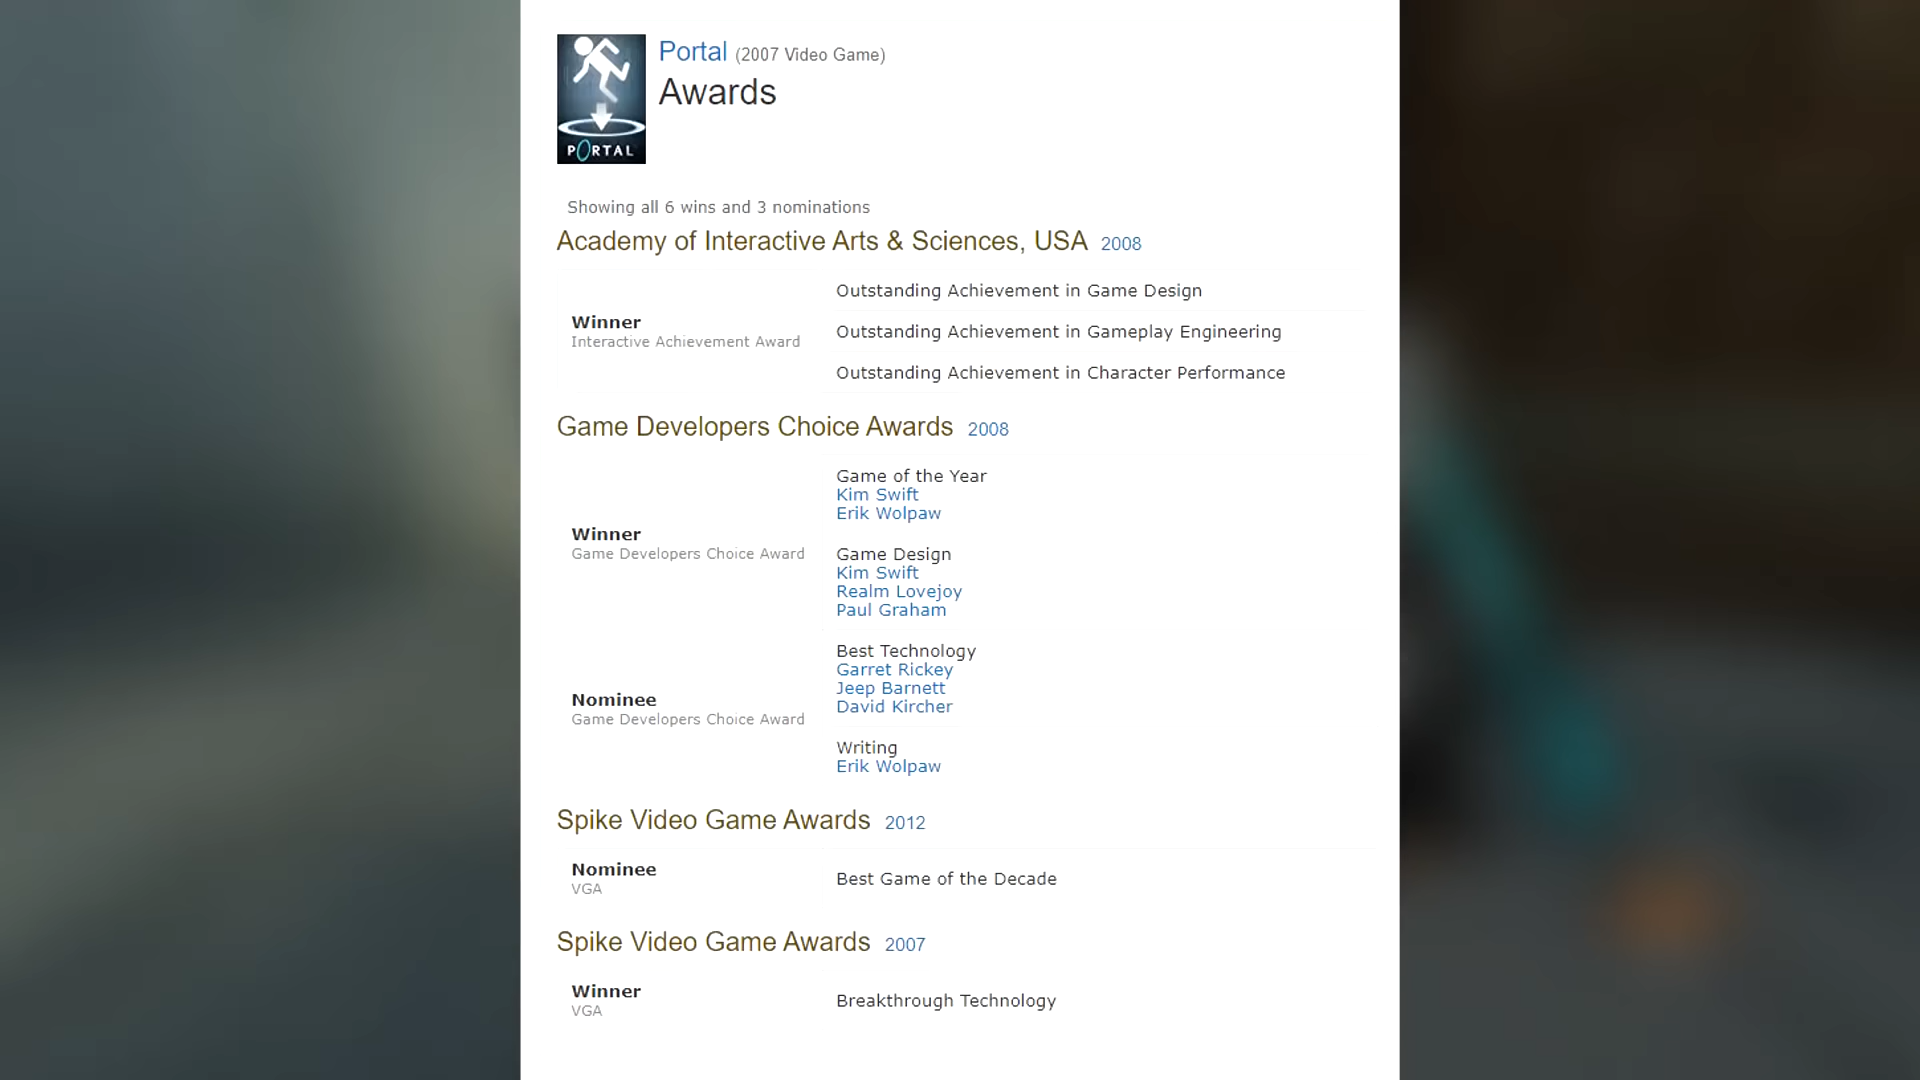 Portal (2007 Video Game)
Awards
PORTAL
Showing all 6 wins and 3 nominations
Academy of Interactive Arts & Sciences, USA 2008
Winner
Interactive Achievement Award
Outstanding Achievement in Game Design
Outstanding Achievement in Gameplay Engineering
Outstanding Achievement in Character Performance
Game Developers Choice Awards 2008
Winner
Game Developers Choice Award
Game of the Year
Kim Swift
Erik Wolpaw
Game Design
Kim Swift
Realm Lovejoy
Paul Graham
Nominee
Game Developers Choice Award
Best Technology
Garret Rickey
Jeep Barnett
David Kircher
Writing
Erik Wolpaw
Spike Video Game Awards 2012
Nominee
VGA
Best Game of the Decade
Spike Video Game Awards 2007
Winner
VGA
Breakthrough Technology